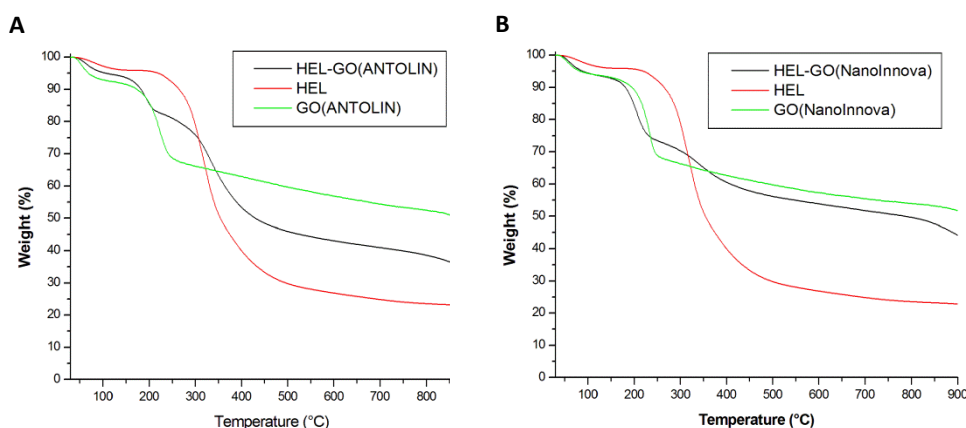 A
HEL-GO(ANTOLIN)
HEL
GO(ANTOLIN)
100
90
80
70
60
50
40
30
20
10
0
Weight (%)
100 200 300 400 500 600 700 800
Temperature (°C)
B
HEL-GO(NanoInnova)
HEL
GO(NanoInnova)
100
90
80
70
60
50
40
30
20
10
0
Weight (%)
100 200 300 400 500 600 700 800 900
Temperature (°C)